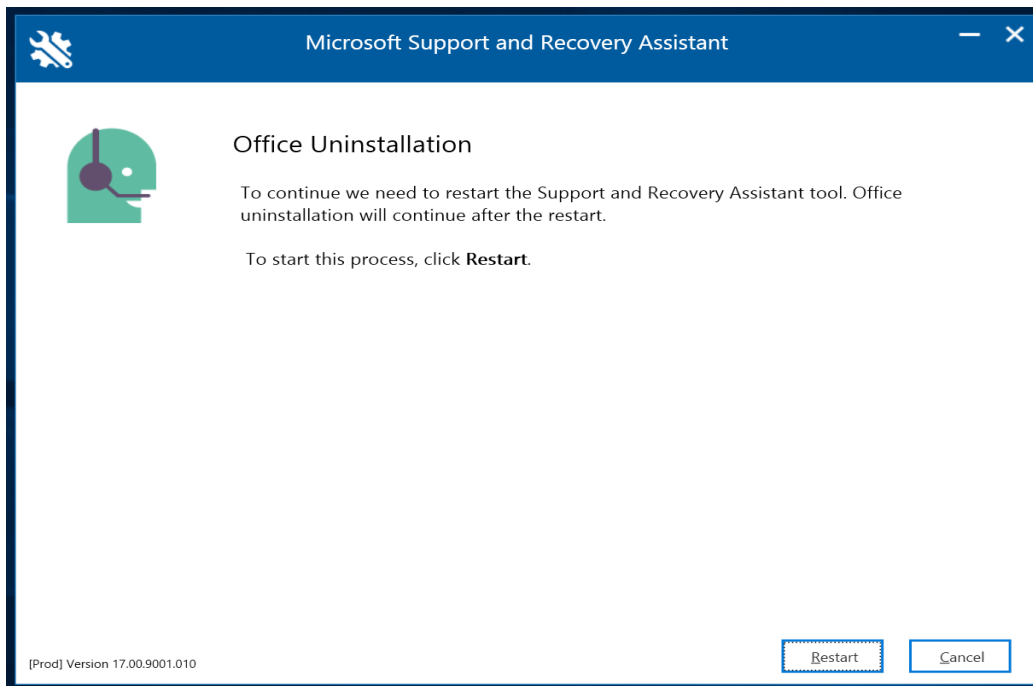 Microsoft Support and Recovery Assistant
Office Uninstallation
To continue we need to restart the Support and Recovery Assistant tool. Office
uninstallation will continue after the restart.
To start this process, click Restart.
[Prod] Version 17.00.9001.010
Restart
Cancel